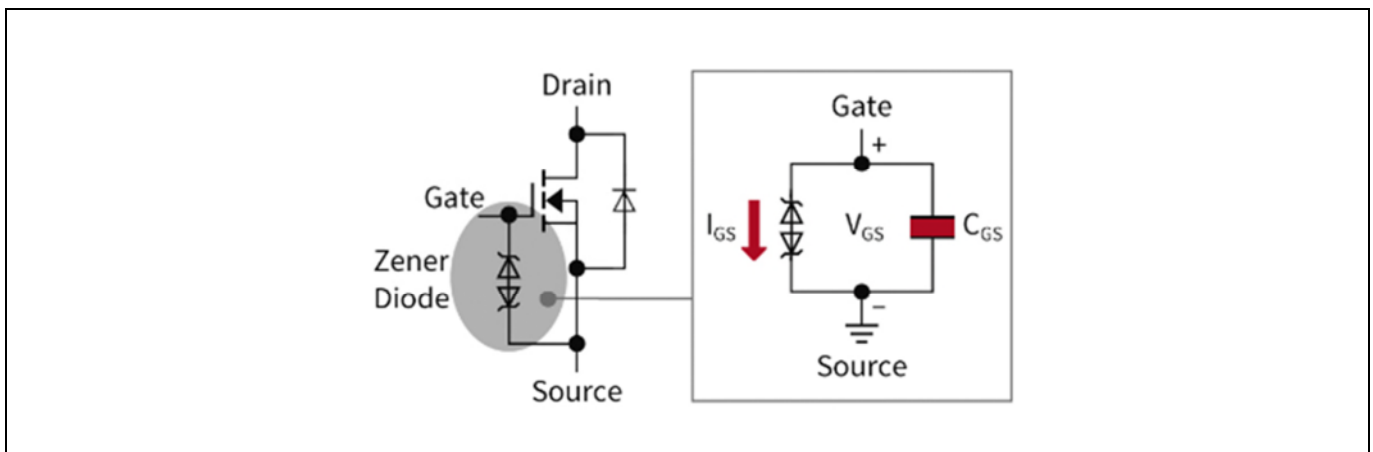 Drain
Gate
Zener
Diode
Source
Gate
+
IGS
VGS
CGS
−
Source